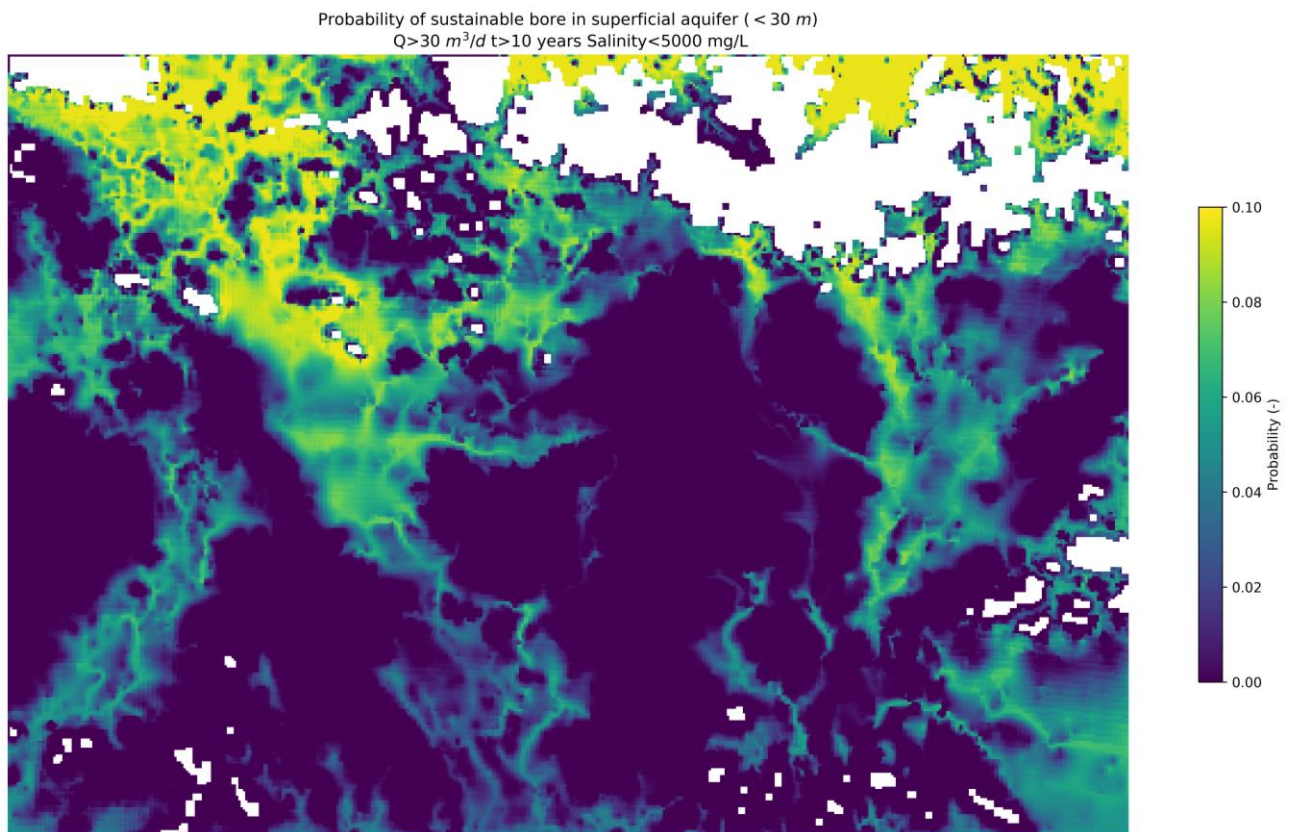 Probability of sustainable bore in superficial aquifer ( < 30 m)
Q>30 m³/d t>10 years Salinity<5000 mg/L
0.10
0.08
0.06
0.04
0.02
0.00
Probability (-)